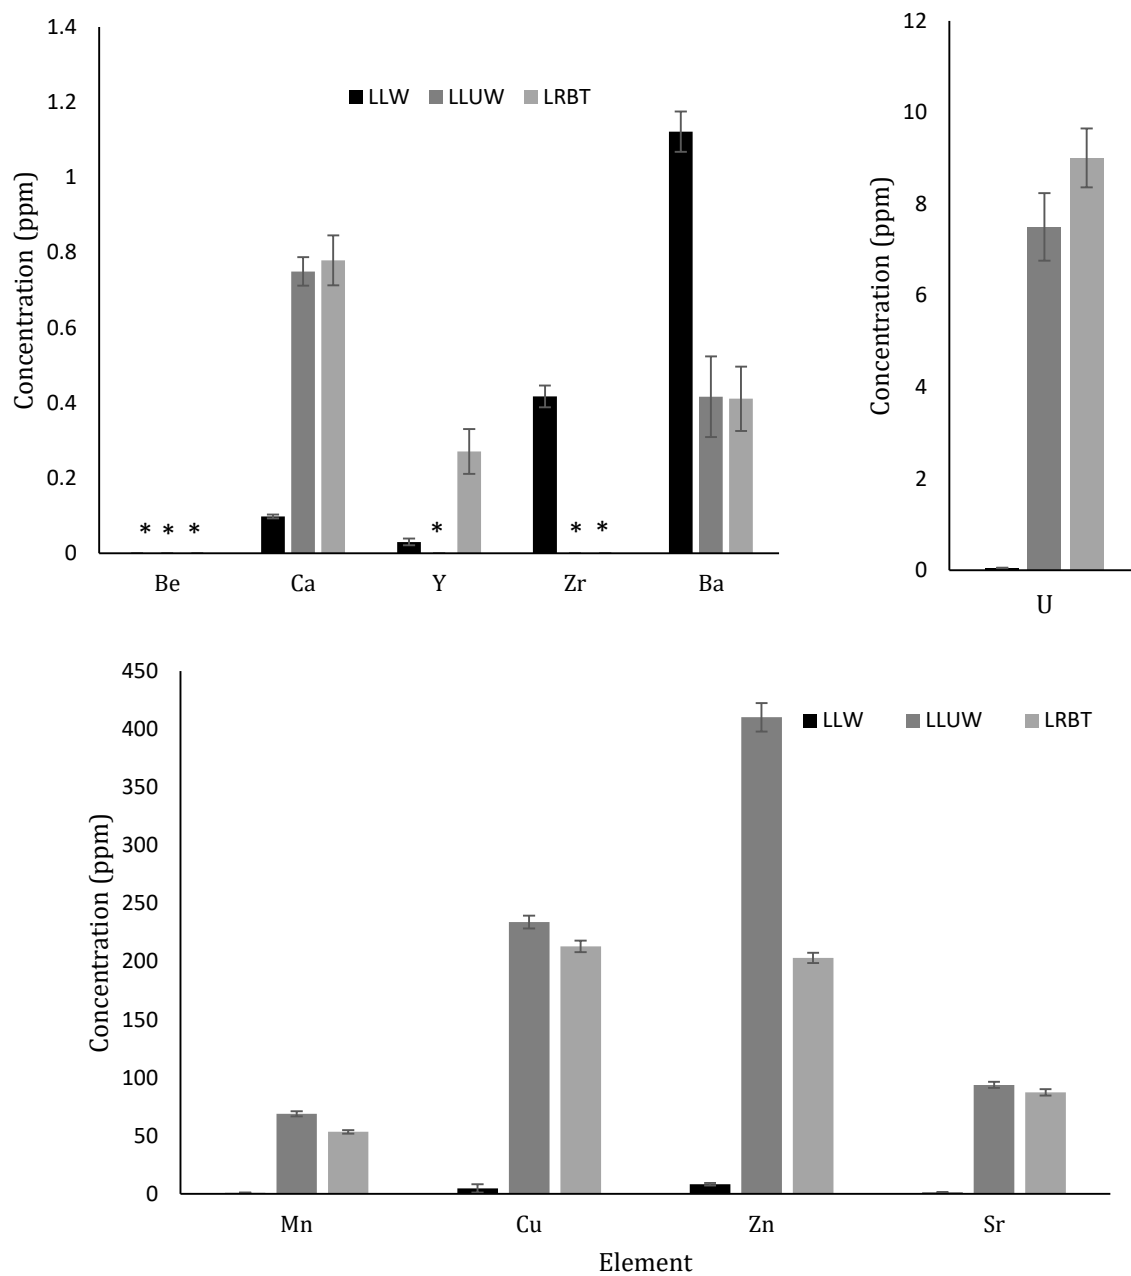 1.4
1.2
1
0.8
0.6
0.4
0.2
0
Concentration (ppm)
LLW LLUW LRBT
* * * * * *
Be Ca Y Zr Ba
12
10
8
6
4
2
0
Concentration (ppm)
U
450
400
350
300
250
200
150
100
50
0
Concentration (ppm)
LLW LLUW LRBT
Mn Cu Zn Sr
Element